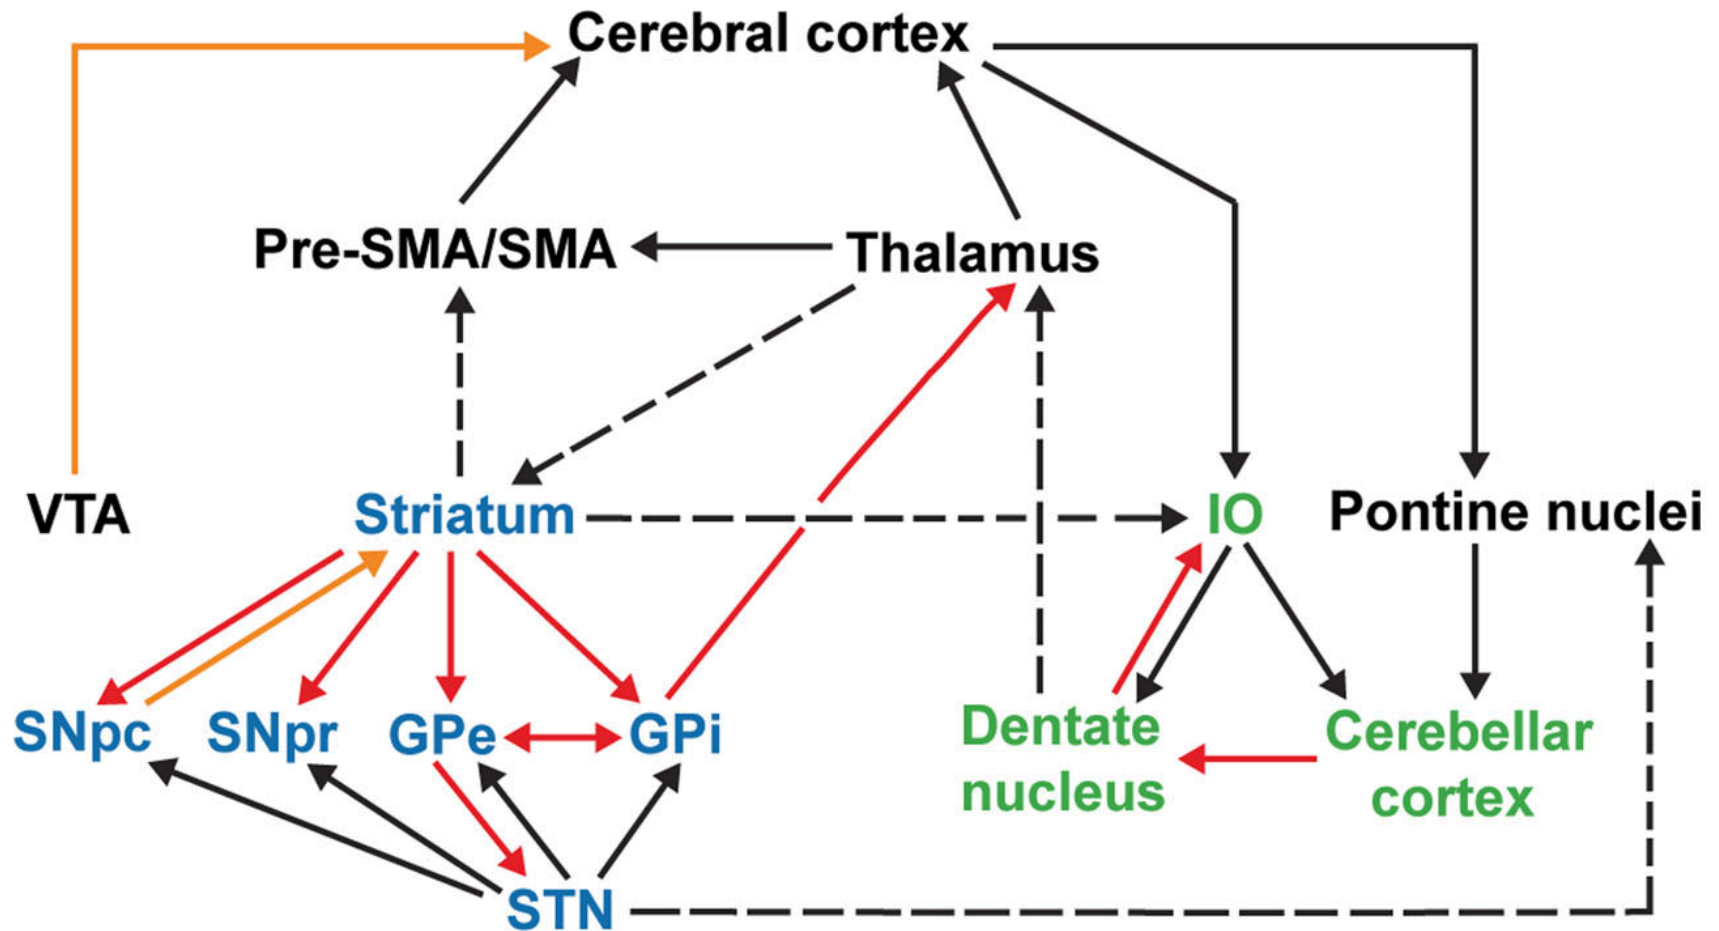 Cerebral cortex
Pre-SMA/SMA
Thalamus
VTA
Striatum
IO
Pontine nuclei
SNpc
SNpr
GPe
GPi
Dentate
nucleus
Cerebellar
cortex
STN